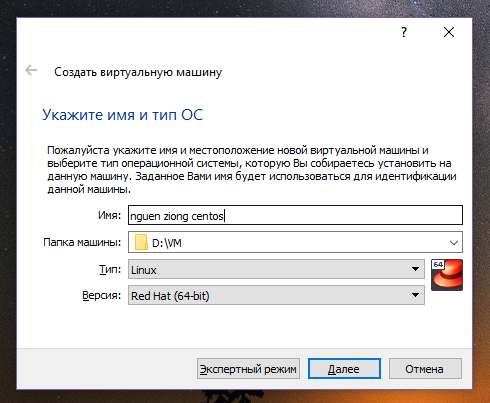 ?
Создать виртуальную машину
Укажите имя и тип ОС
Пожалуйста укажите имя и местоположение новой виртуальной машины и
выберите тип операционной системы, которую Вы собираетесь установить на
данную машину. Заданное Вами имя будет использоваться для идентификации
данной машины.
Имя: nguen ziong centos
Папка машины: D:\VM
Тип: Linux 64
Версия: Red Hat (64-bit)
Экспертный режим Далее Отмена